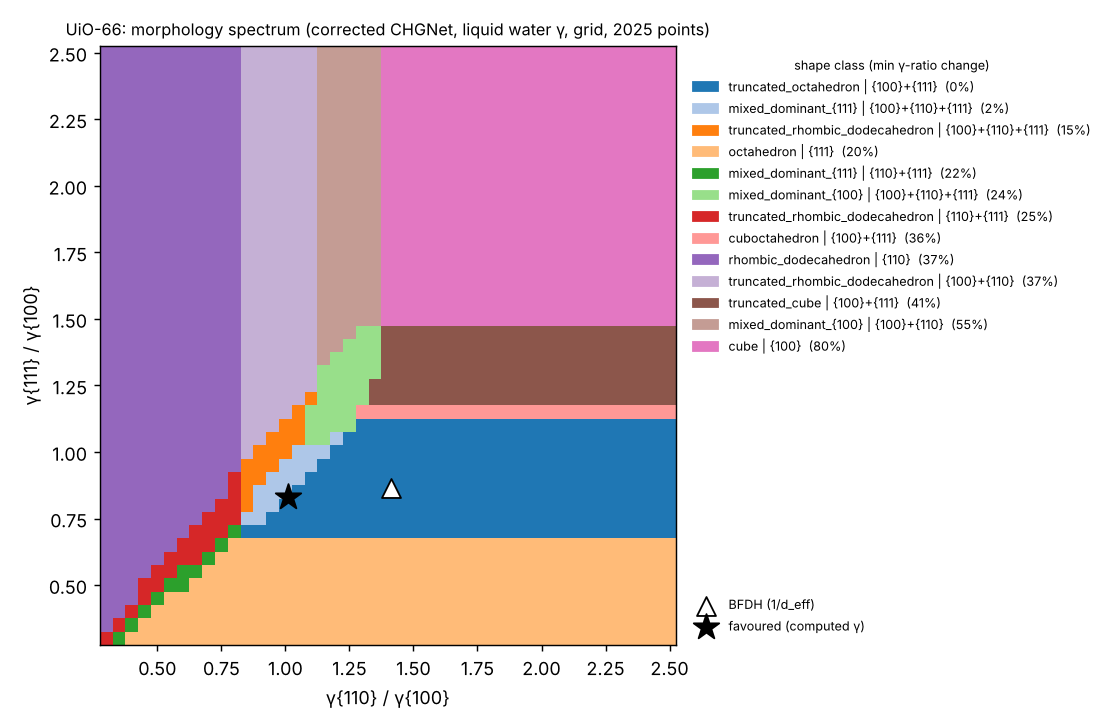 UiO-66: morphology spectrum (corrected CHGNet, liquid water γ, grid, 2025 points)
2.50
2.25
2.00
1.75
1.50
1.25
1.00
0.75
0.50
γ{111} / γ{100}
0.50 0.75 1.00 1.25 1.50 1.75 2.00 2.25 2.50
γ{110} / γ{100}
shape class (min γ-ratio change)
truncated_octahedron | {100}+{111} (0%)
mixed_dominant_{111} | {100}+{110}+{111} (2%)
truncated_rhombic_dodecahedron | {100}+{110}+{111} (15%)
octahedron | {111} (20%)
mixed_dominant_{111} | {110}+{111} (22%)
mixed_dominant_{100} | {100}+{110}+{111} (24%)
truncated_rhombic_dodecahedron | {110}+{111} (25%)
cuboctahedron | {100}+{111} (36%)
rhombic_dodecahedron | {110} (37%)
truncated_rhombic_dodecahedron | {100}+{110} (37%)
truncated_cube | {100}+{111} (41%)
mixed_dominant_{100} | {100}+{110} (55%)
cube | {100} (80%)
BFDH (1/d_eff)
favoured (computed γ)